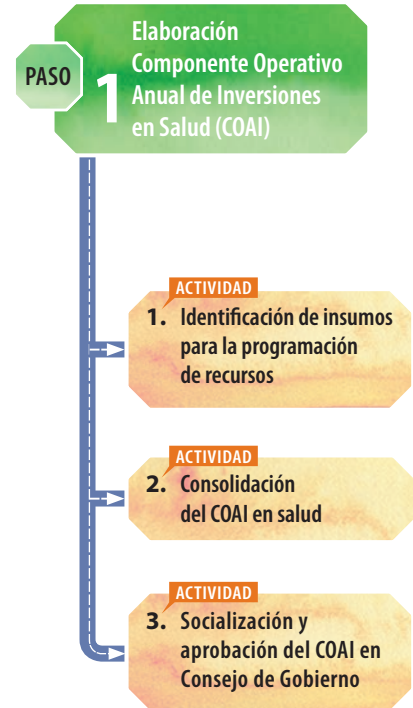 PASO
1
Elaboración
Componente Operativo
Anual de Inversiones
en Salud (COAI)
ACTIVIDAD
1. Identificación de insumos
para la programación
de recursos
ACTIVIDAD
2. Consolidación
del COAI en salud
ACTIVIDAD
3. Socialización y
aprobación del COAI en
Consejo de Gobierno